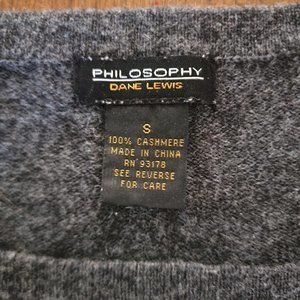 PHILOSOPHY
DANE LEWIS
S
100% CASHMERE
MADE IN CHINA
RN 93178
SEE REVERSE
FOR CARE